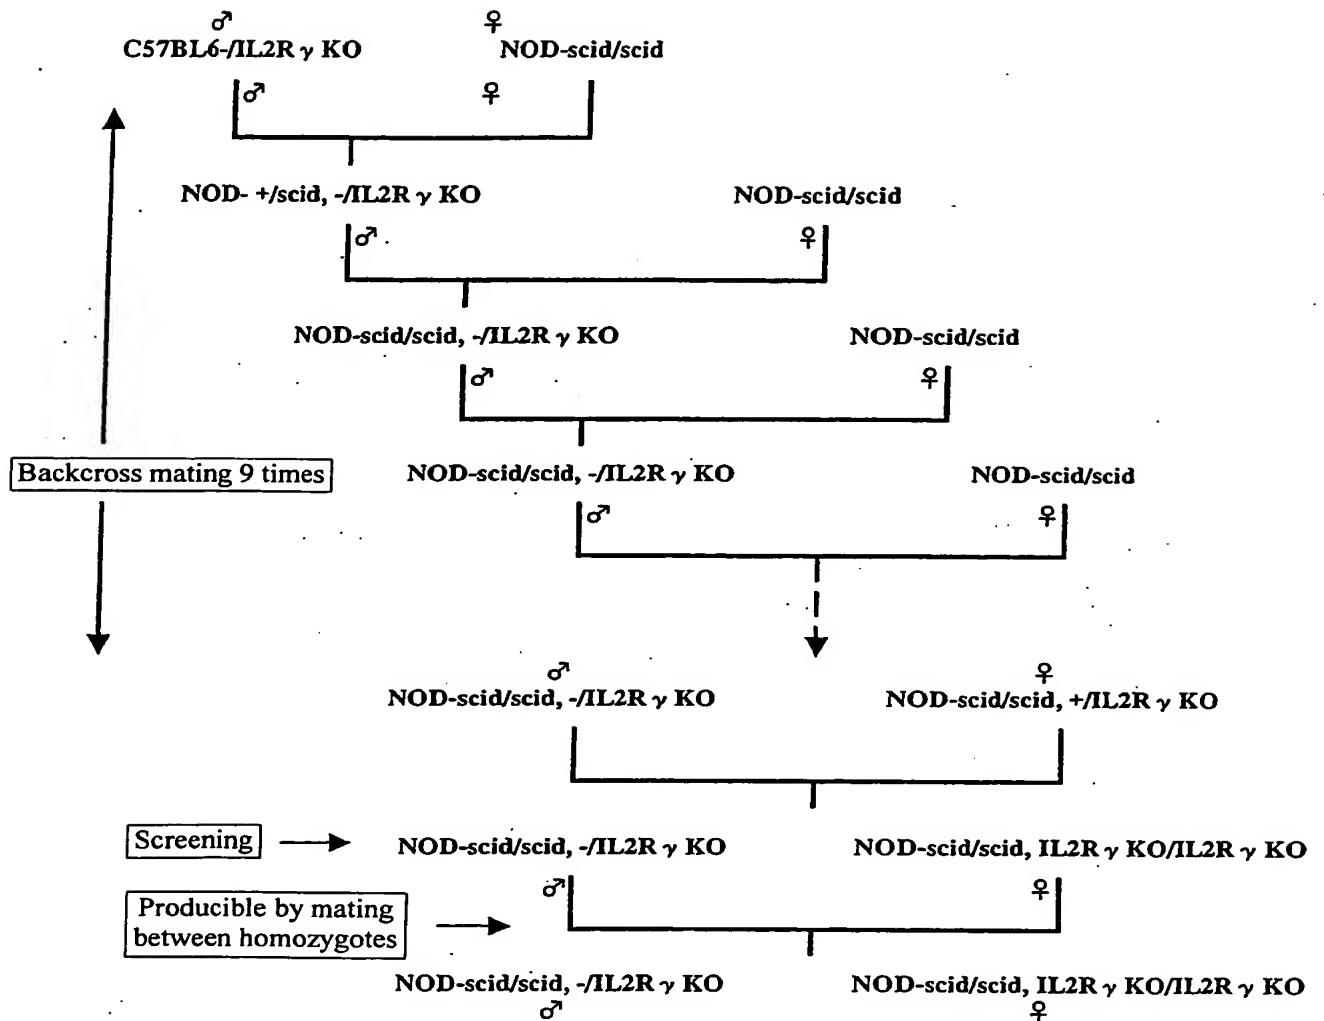 ♂ ♀
C57BL6-/IL2R γ KO NOD-scid/scid
♂ ♀
NOD- +/scid, -/IL2R γ KO NOD-scid/scid
♂ ♀
NOD-scid/scid, -/IL2R γ KO NOD-scid/scid
♂ ♀
Backcross mating 9 times
NOD-scid/scid, -/IL2R γ KO NOD-scid/scid
♂ ♀
♂ ♀
NOD-scid/scid, -/IL2R γ KO NOD-scid/scid, +/IL2R γ KO
Screening
NOD-scid/scid, -/IL2R γ KO NOD-scid/scid, IL2R γ KO/IL2R γ KO
♂ ♀
Producible by mating
between homozygotes
NOD-scid/scid, -/IL2R γ KO NOD-scid/scid, IL2R γ KO/IL2R γ KO
♂ ♀